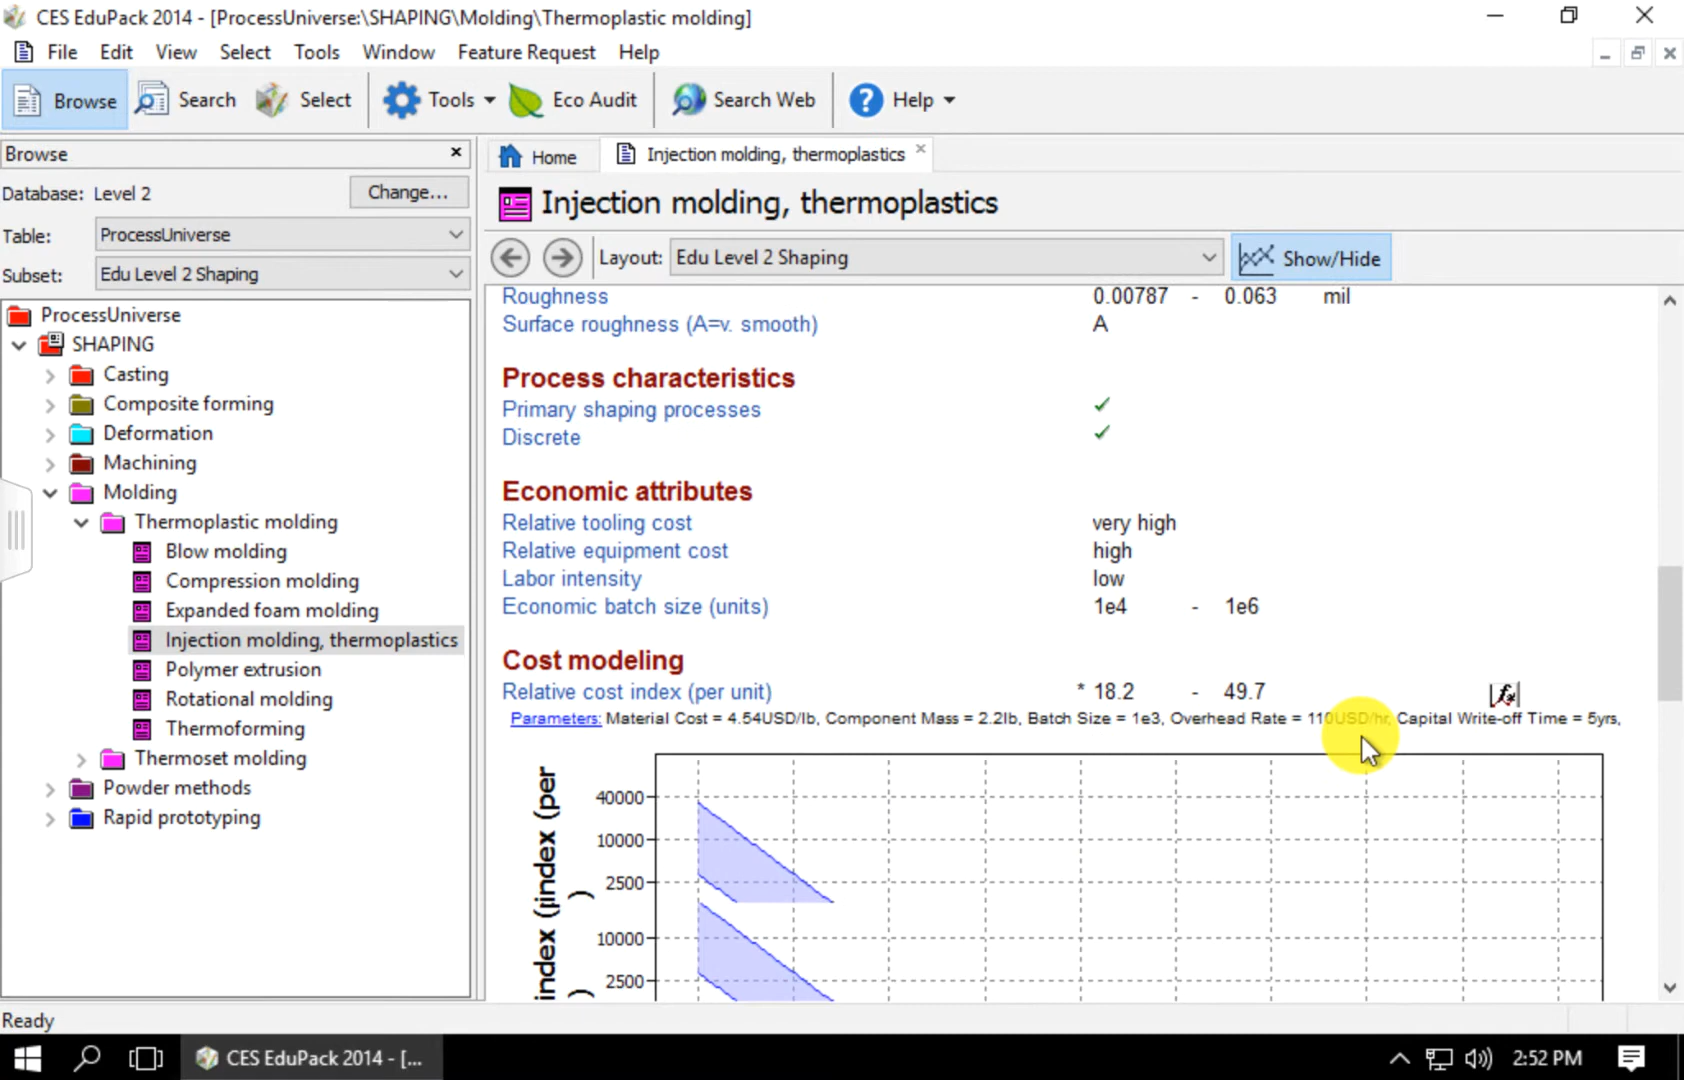 CES EduPack 2014 - [ProcessUniverse:\SHAPING\Molding\Thermoplastic molding]
File Edit View Select Tools Window Feature Request Help
Browse Search Select Tools Eco Audit Search Web Help
Browse
Database: Level 2 Change...
Table: ProcessUniverse
Subset: Edu Level 2 Shaping
ProcessUniverse
SHAPING
Casting
Composite forming
Deformation
Machining
Molding
Thermoplastic molding
Blow molding
Compression molding
Expanded foam molding
Injection molding, thermoplastics
Polymer extrusion
Rotational molding
Thermoforming
Thermoset molding
Powder methods
Rapid prototyping
Home Injection molding, thermoplastics
Injection molding, thermoplastics
Layout: Edu Level 2 Shaping Show/Hide
Roughness 0.00787 - 0.063 mil
Surface roughness (A=v. smooth) A
Process characteristics
Primary shaping processes ✓
Discrete ✓
Economic attributes
Relative tooling cost very high
Relative equipment cost high
Labor intensity low
Economic batch size (units) 1e4 - 1e6
Cost modeling
Relative cost index (per unit) * 18.2 - 49.7 fx
Parameters: Material Cost = 4.54USD/lb, Component Mass = 2.2lb, Batch Size = 1e3, Overhead Rate = 110USD/hr, Capital Write-off Time = 5yrs,
index (per
)
40000
10000
2500
index (
)
10000
2500
Ready
CES EduPack 2014 - [... 2:52 PM